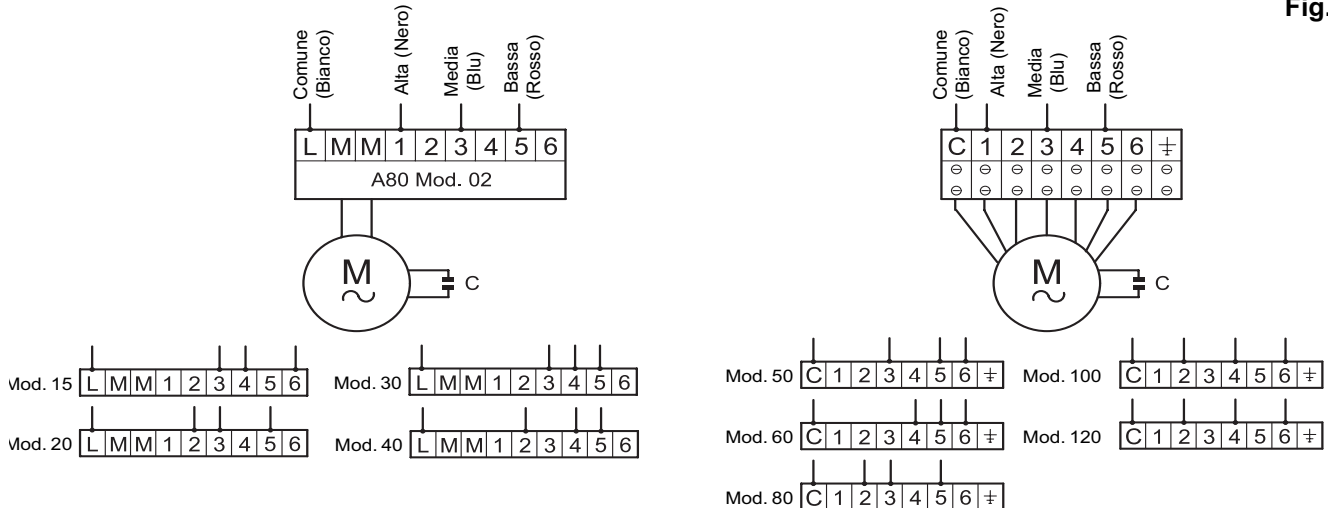 Fig.
Comune
(Bianco)
Alta (Nero)
Media
(Blu)
Bassa
(Rosso)
L M M 1 2 3 4 5 6
A80 Mod. 02
M
C
Mod. 15 L M M 1 2 3 4 5 6
Mod. 30 L M M 1 2 3 4 5 6
Mod. 20 L M M 1 2 3 4 5 6
Mod. 40 L M M 1 2 3 4 5 6
Comune
(Bianco)
Alta (Nero)
Media
(Blu)
Bassa
(Rosso)
C 1 2 3 4 5 6 ⏚
M
C
Mod. 50 C 1 2 3 4 5 6 ⏚
Mod. 100 C 1 2 3 4 5 6 ⏚
Mod. 60 C 1 2 3 4 5 6 ⏚
Mod. 120 C 1 2 3 4 5 6 ⏚
Mod. 80 C 1 2 3 4 5 6 ⏚